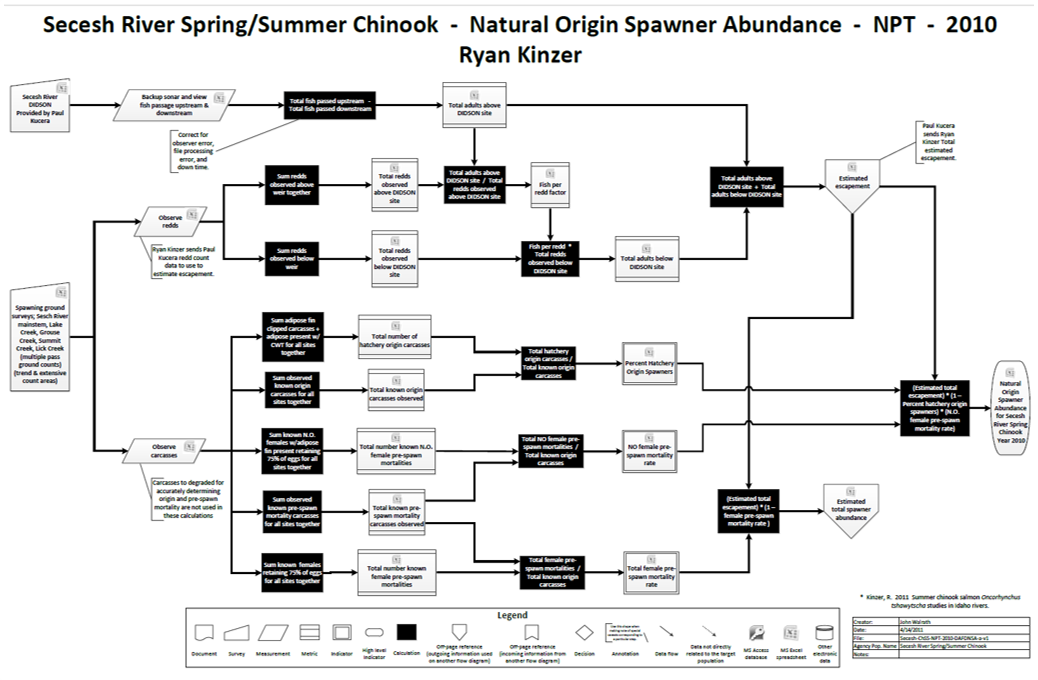 Secesh River Spring/Summer Chinook - Natural Origin Spawner Abundance - NPT - 2010
Ryan Kinzer
Secesh River
DIDSON
Provided by Paul
Kucera
Backup sonar and view
fish passage upstream &
downstream
Total fish passed upstream -
Total fish passed downstream
Total adults above
DIDSON site
Correct for
observer error,
file processing
error, and
down time.
Paul Kucera
sends Ryan
Kinzer Total
estimated
escapement.
Sum redds
observed above
weir together
Total redds
observed
above DIDSON
site
Total adults above
DIDSON site / Total
redds observed
above DIDSON site
Fish per
redd factor
Total adults above
DIDSON site + Total
adults below DIDSON site
Estimated
escapement
Observe
redds
Ryan Kinzer sends Paul
Kucera redd count
data to use to
estimate escapement.
Sum redds
observed below
weir
Total redds
observed
below DIDSON
site
Fish per redd *
Total redds
observed below
DIDSON site
Total adults below
DIDSON site
Spawning ground
surveys; Sesch River
mainstem, Lake
Creek, Grouse
Creek, Summit
Creek, Lick Creek
(multiple pass
ground counts)
(trend & extensive
count areas)
Sum adipose fin
clipped carcasses +
adipose present w/
CWT for all sites
together
Total number of
hatchery origin carcasses
Total hatchery
origin carcasses /
Total known origin
carcasses
Percent Hatchery
Origin Spawners
Sum observed
known origin
carcasses for all
sites together
Total known origin
carcasses observed
(Estimated total
escapement) * (1 –
Percent hatchery origin
spawners) * (N.O.
female pre-spawn
mortality rate)
Natural
Origin
Spawner
Abundance
for Secesh
River Spring
Chinook
Year 2010
Observe
carcasses
Carcasses to degraded for
accurately determining
origin and pre-spawn
mortality are not used in
these calculations
Sum known N.O.
females w/adipose
fin present retaining
75% of eggs for all
sites together
Total number known N.O.
female pre-spawn
mortalities
Total NO female pre-
spawn mortalities /
Total known origin
carcasses
NO female pre-
spawn mortality
rate
Sum observed
known pre-spawn
mortality carcasses
for all sites together
Total known pre-
spawn mortality
carcasses observed
(Estimated total
escapement) * (1 –
female pre-spawn
mortality rate )
Estimated
total spawner
abundance
Sum known females
retaining 75% of eggs
for all sites together
Total number known
female pre-spawn
mortalities
Total female pre-
spawn mortalities /
Total known origin
carcasses
Total female pre-
spawn mortality
rate
* Kinzer, R. 2011 Summer chinook salmon Oncorhynchus
tshawytscha studies in idaho rivers.
Legend
Document
Survey
Measurement
Metric
Indicator
High level
Indicator
Calculation
Off-page reference
(outgoing information used
on another flow diagram)
Off-page reference
(incoming information from
another flow diagram)
Decision
Annotation
Data flow
Data not directly
related to the target
population
MS Access
database
MS Excel
spreadsheet
Other
electronic
data
Creator: John Walrath
Date: 4/14/2011
File: Secesh-ChSS-NPT-2010-DAFDNSA-a-v1
Agency Pop. Name Secesh River Spring/Summer Chinook
Notes: